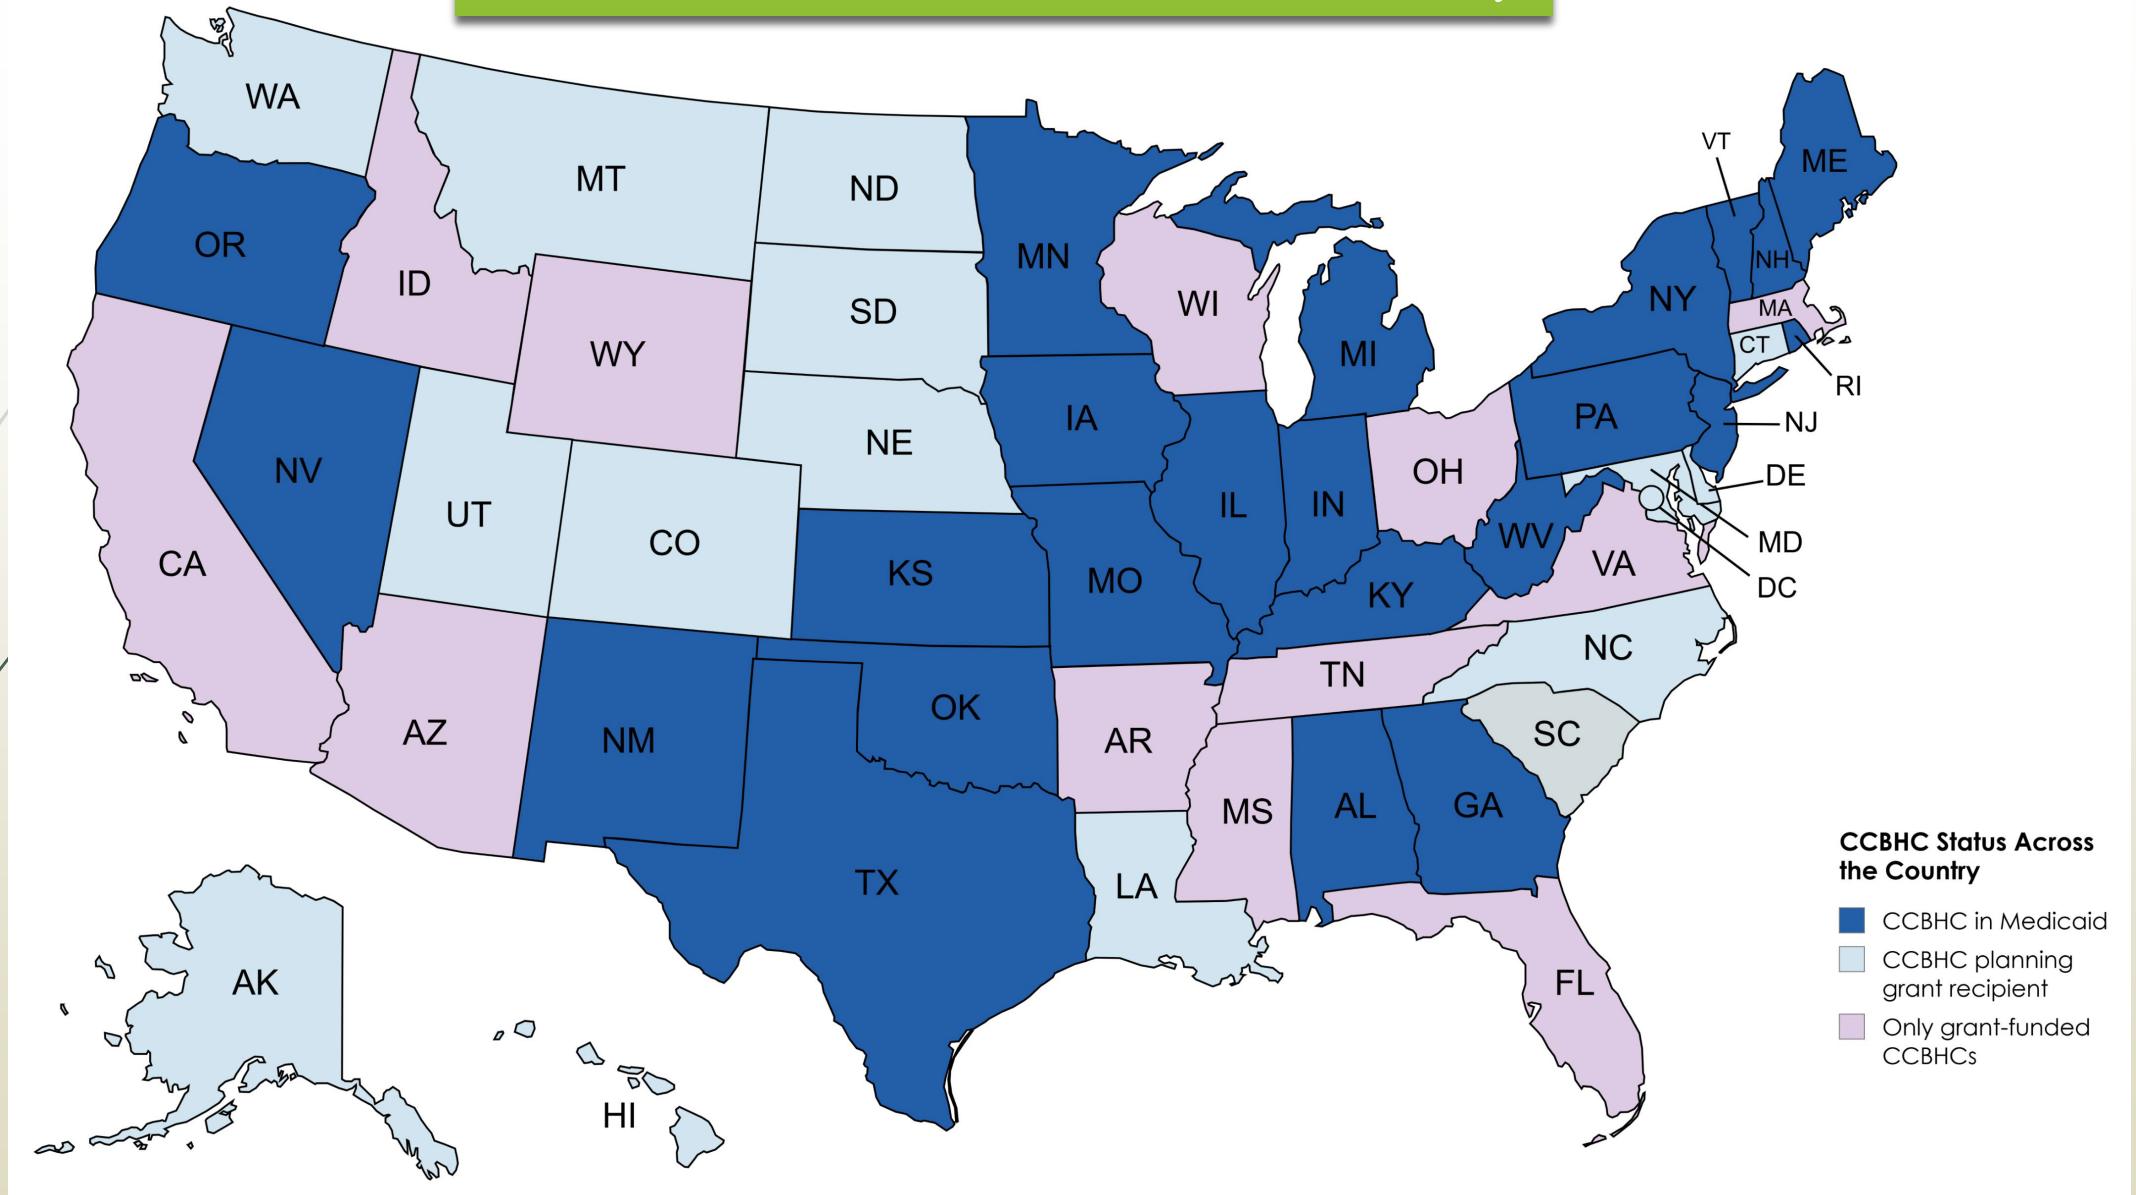 WA
MT
ND
OR
ID
SD
WY
NE
NV
UT
CO
CA
KS
AZ
NM
OK
TX
MN
WI
MI
IA
IL
IN
OH
MO
KY
WV
VA
TN
NC
AR
SC
MS
AL
GA
LA
FL
VT
ME
NH
NY
MA
CT
RI
PA
NJ
DE
MD
DC
AK
HI
CCBHC Status Across
the Country
CCBHC in Medicaid
CCBHC planning
grant recipient
Only grant-funded
CCBHCs